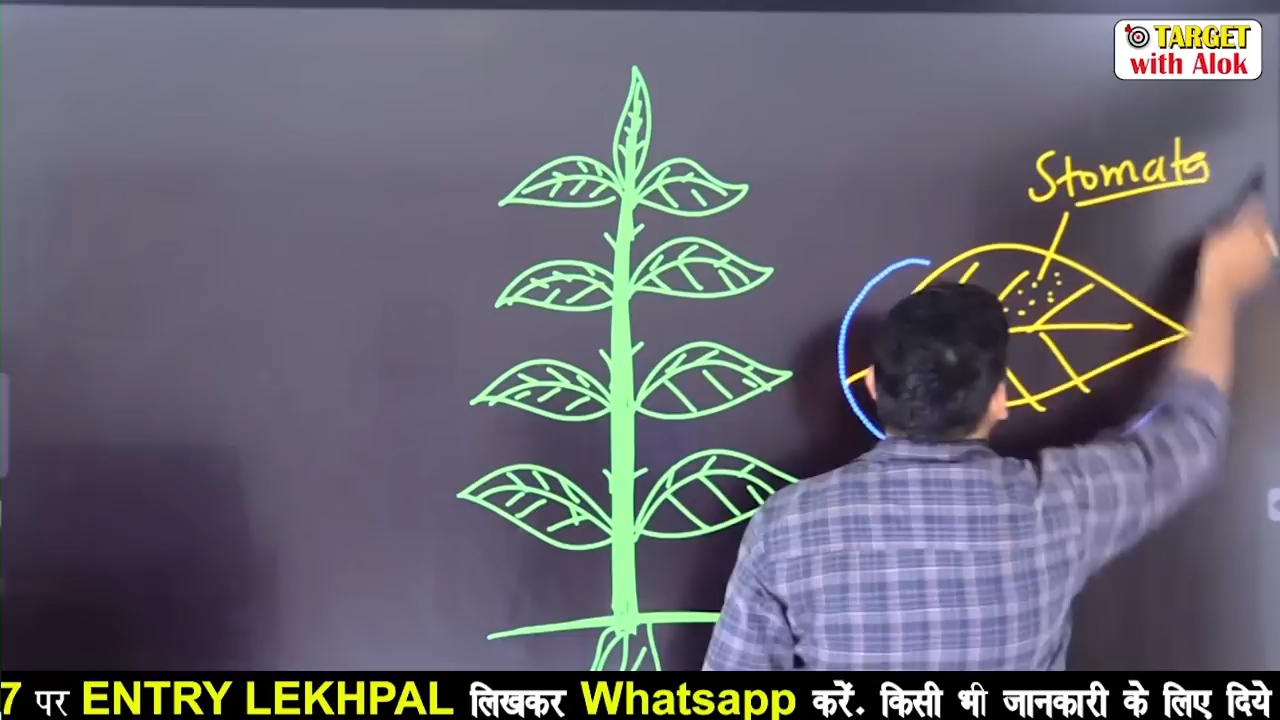 TARGET
with Alok
Stomata
7 पर ENTRY LEKHPAL लिखकर Whatsapp करें. किसी भी जानकारी के लिए दिये